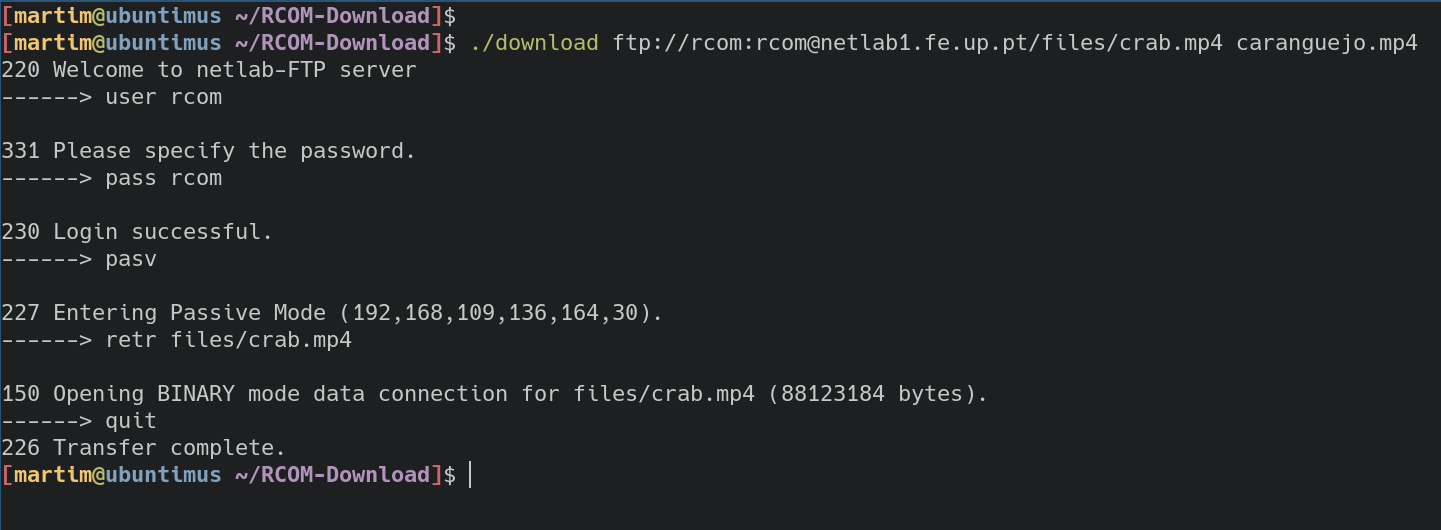 [martim@ubuntimus ~/RCOM-Download]$
[martim@ubuntimus ~/RCOM-Download]$ ./download ftp://rcom:rcom@netlab1.fe.up.pt/files/crab.mp4 caranguejo.mp4
220 Welcome to netlab-FTP server
------> user rcom
331 Please specify the password.
------> pass rcom
230 Login successful.
------> pasv
227 Entering Passive Mode (192,168,109,136,164,30).
------> retr files/crab.mp4
150 Opening BINARY mode data connection for files/crab.mp4 (88123184 bytes).
------> quit
226 Transfer complete.
[martim@ubuntimus ~/RCOM-Download]$